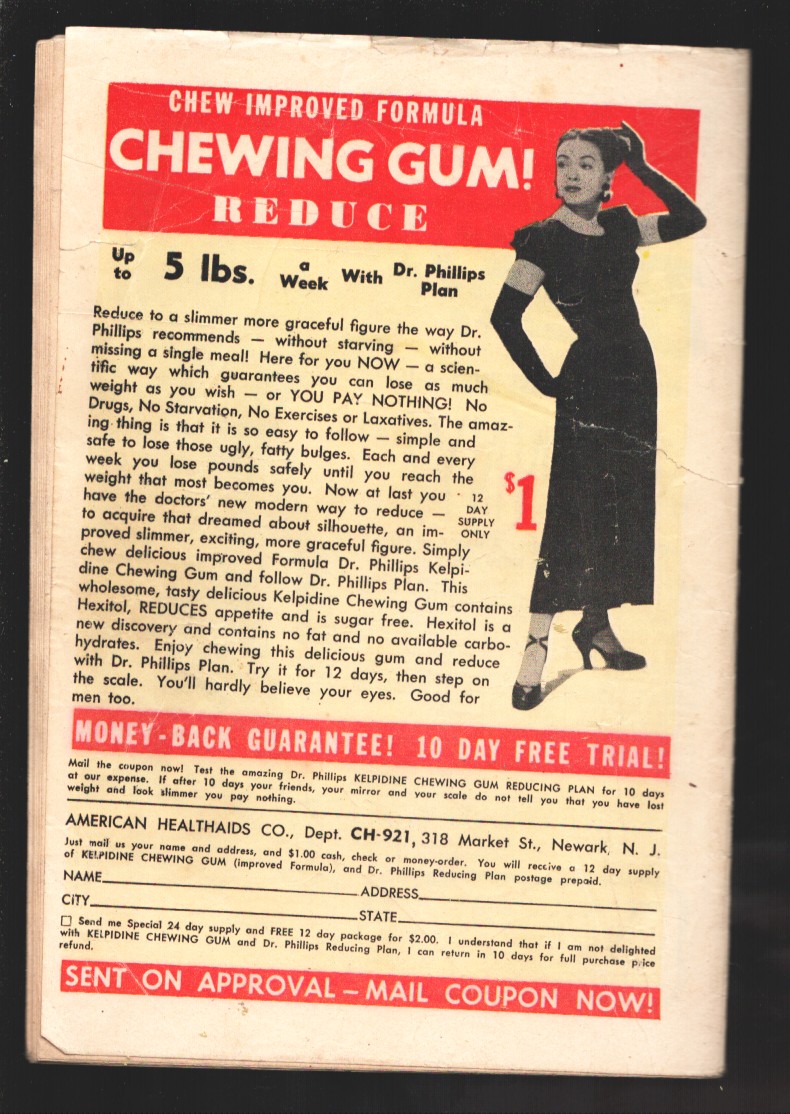 CHEW IMPROVED FORMULA
CHEWING GUM!
REDUCE
Up to 5 lbs. a Week With Dr. Phillips Plan
Reduce to a slimmer more graceful figure the way Dr.
Phillips recommends — without starving — without
missing a single meal! Here for you NOW — a scien-
tific way which guarantees you can lose as much
weight as you wish — or YOU PAY NOTHING! No
Drugs, No Starvation, No Exercises or Laxatives. The amaz-
ing thing is that it is so easy to follow — simple and
safe to lose those ugly, fatty bulges. Each and every
week you lose pounds safely until you reach the
weight that most becomes you. Now at last you
have the doctors' new modern way to reduce —
to acquire that dreamed about silhouette, an im-
proved slimmer, exciting, more graceful figure. Simply
chew delicious improved Formula Dr. Phillips Kelpi-
dine Chewing Gum and follow Dr. Phillips Plan. This
wholesome, tasty delicious Kelpidine Chewing Gum contains
Hexitol, REDUCES appetite and is sugar free. Hexitol is a
new discovery and contains no fat and no available carbo-
hydrates. Enjoy chewing this delicious gum and reduce
with Dr. Phillips Plan. Try it for 12 days, then step on
the scale. You'll hardly believe your eyes. Good for
men too.
12
DAY
SUPPLY
ONLY
$1
MONEY-BACK GUARANTEE! 10 DAY FREE TRIAL!
Mail the coupon now! Test the amazing Dr. Phillips KELPIDINE CHEWING GUM REDUCING PLAN for 10 days
at our expense. If after 10 days your friends, your mirror and your scale do not tell you that you have lost
weight and look slimmer you pay nothing.
AMERICAN HEALTHAIDS CO., Dept. CH-921, 318 Market St., Newark, N. J.
Just mail us your name and address, and $1.00 cash, check or money-order. You will receive a 12 day supply
of KELPIDINE CHEWING GUM (improved Formula), and Dr. Phillips Reducing Plan postage prepaid.
NAME ADDRESS
CITY STATE
Send me Special 24 day supply and FREE 12 day package for $2.00. I understand that if I am not delighted
with KELPIDINE CHEWING GUM and Dr. Phillips Reducing Plan, I can return in 10 days for full purchase price
refund.
SENT ON APPROVAL — MAIL COUPON NOW!